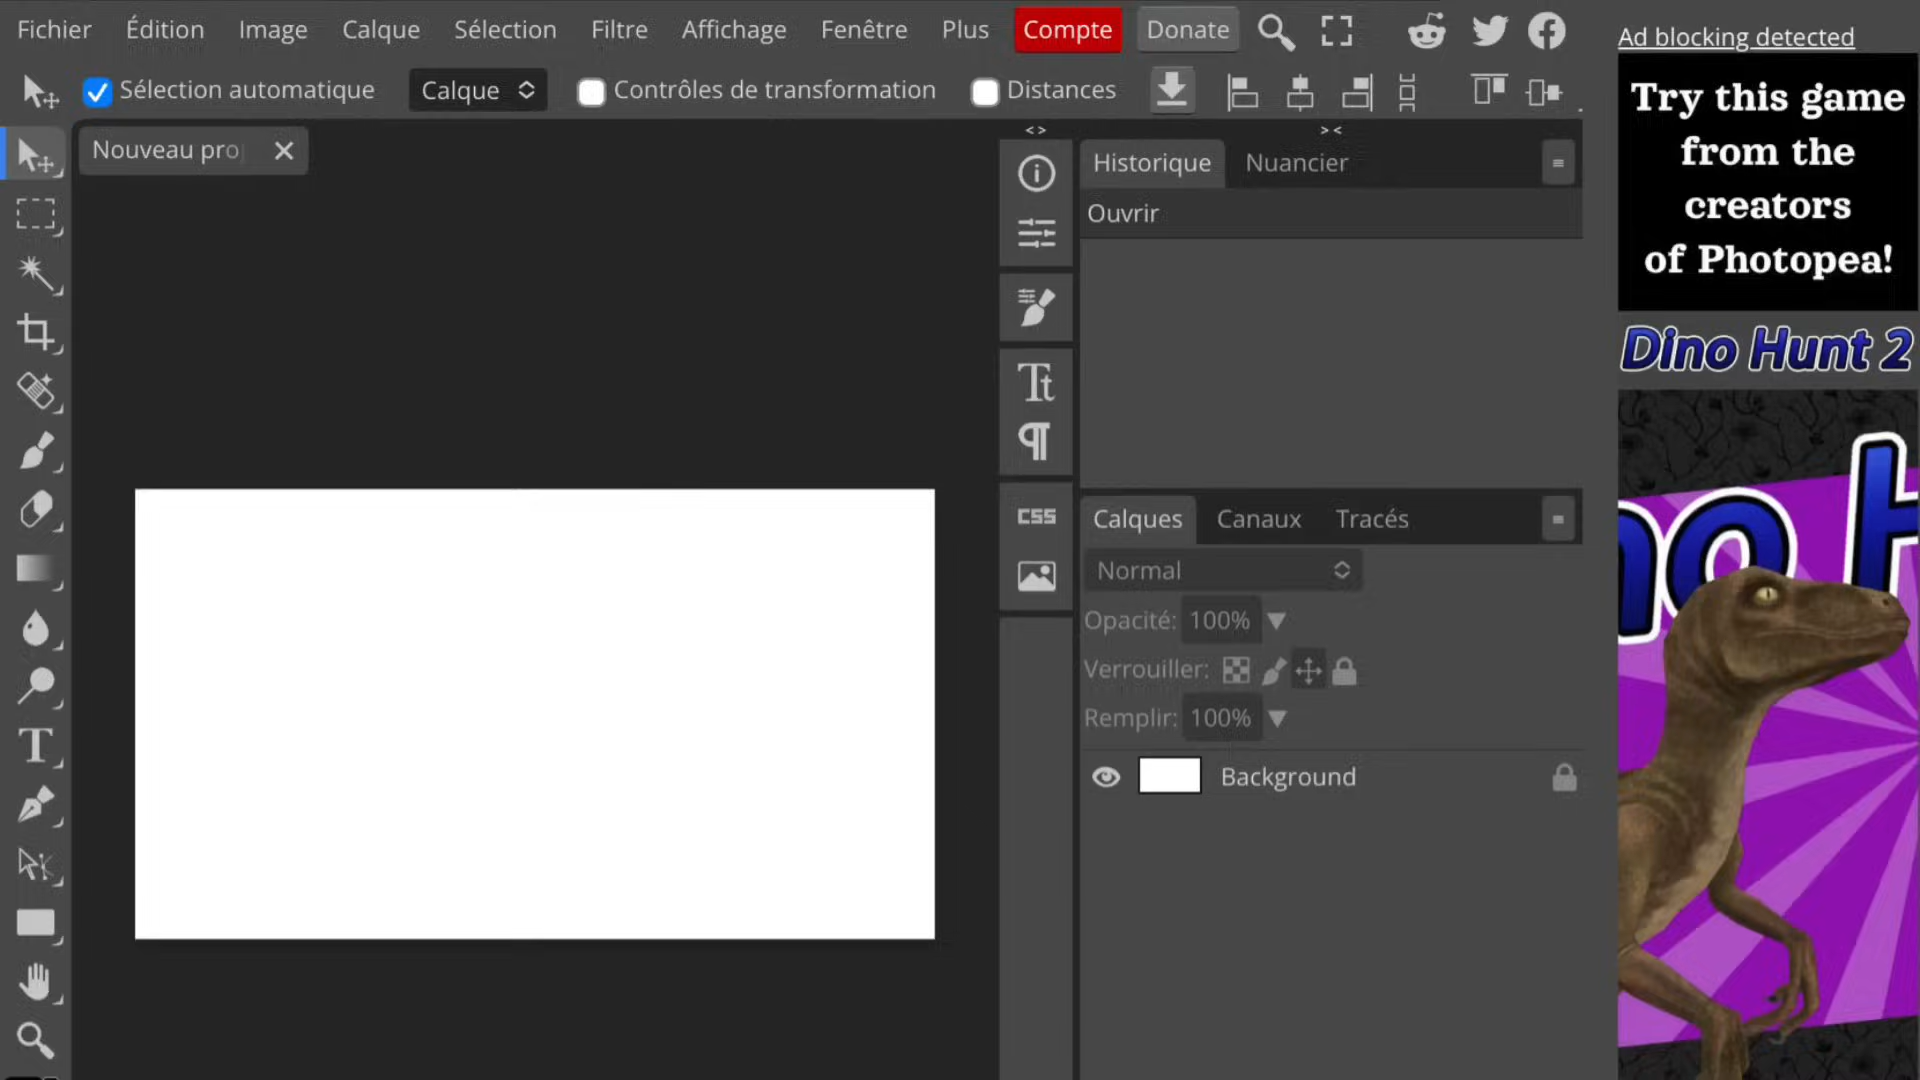 Fichier Édition Image Calque Sélection Filtre Affichage Fenêtre Plus Compte Donate
Sélection automatique Calque Contrôles de transformation Distances
Nouveau pro
Historique Nuancier
Ouvrir
CSS
Calques Canaux Tracés
Normal
Opacité: 100%
Verrouiller:
Remplir: 100%
Background
Ad blocking detected
Try this game
from the
creators
of Photopea!
Dino Hunt 2
no H